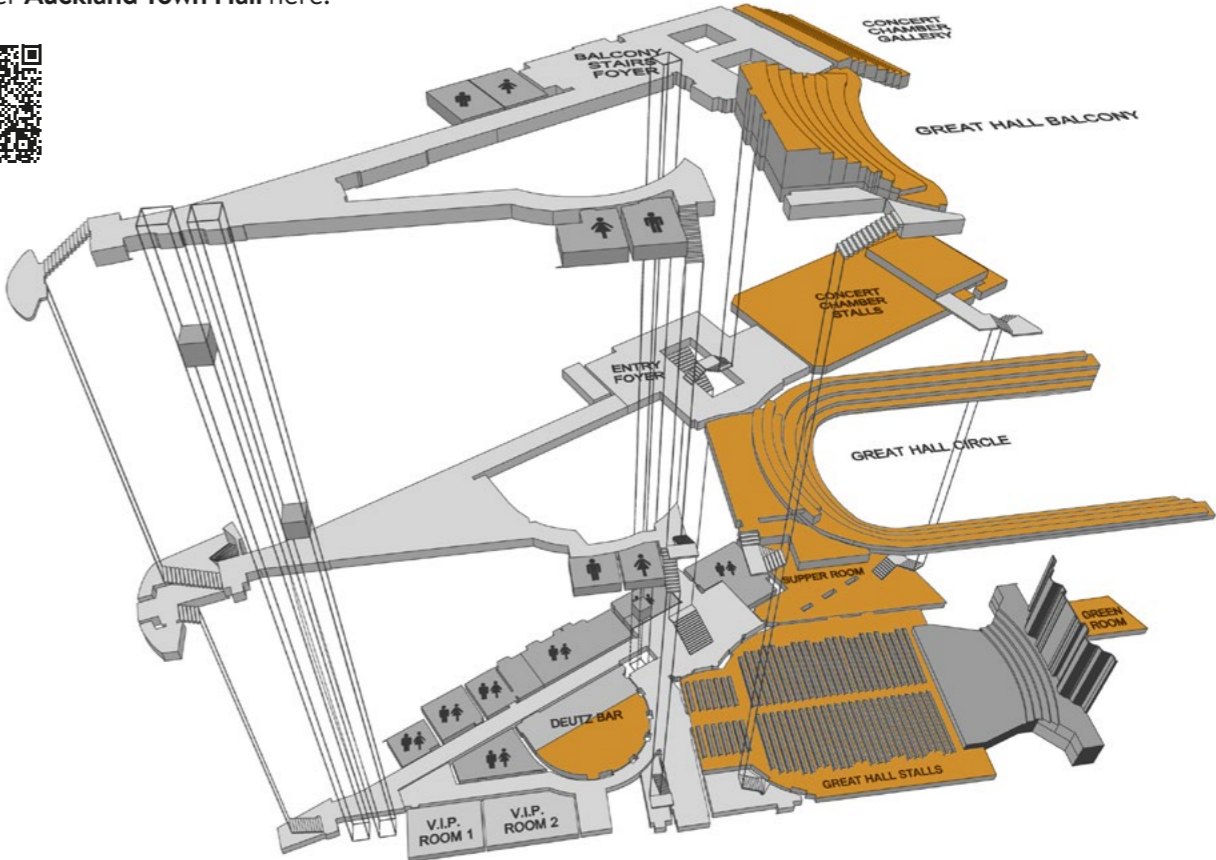 Auckland Town Hall here.
CONCERT
CHAMBER
GALLERY
BALCONY
STAIRS
FOYER
GREAT HALL BALCONY
CONCERT
CHAMBER
STALLS
ENTRY
FOYER
GREAT HALL CIRCLE
SUPPER ROOM
GREEN
ROOM
DEUTZ BAR
GREAT HALL STALLS
V.I.P.
ROOM 1
V.I.P.
ROOM 2